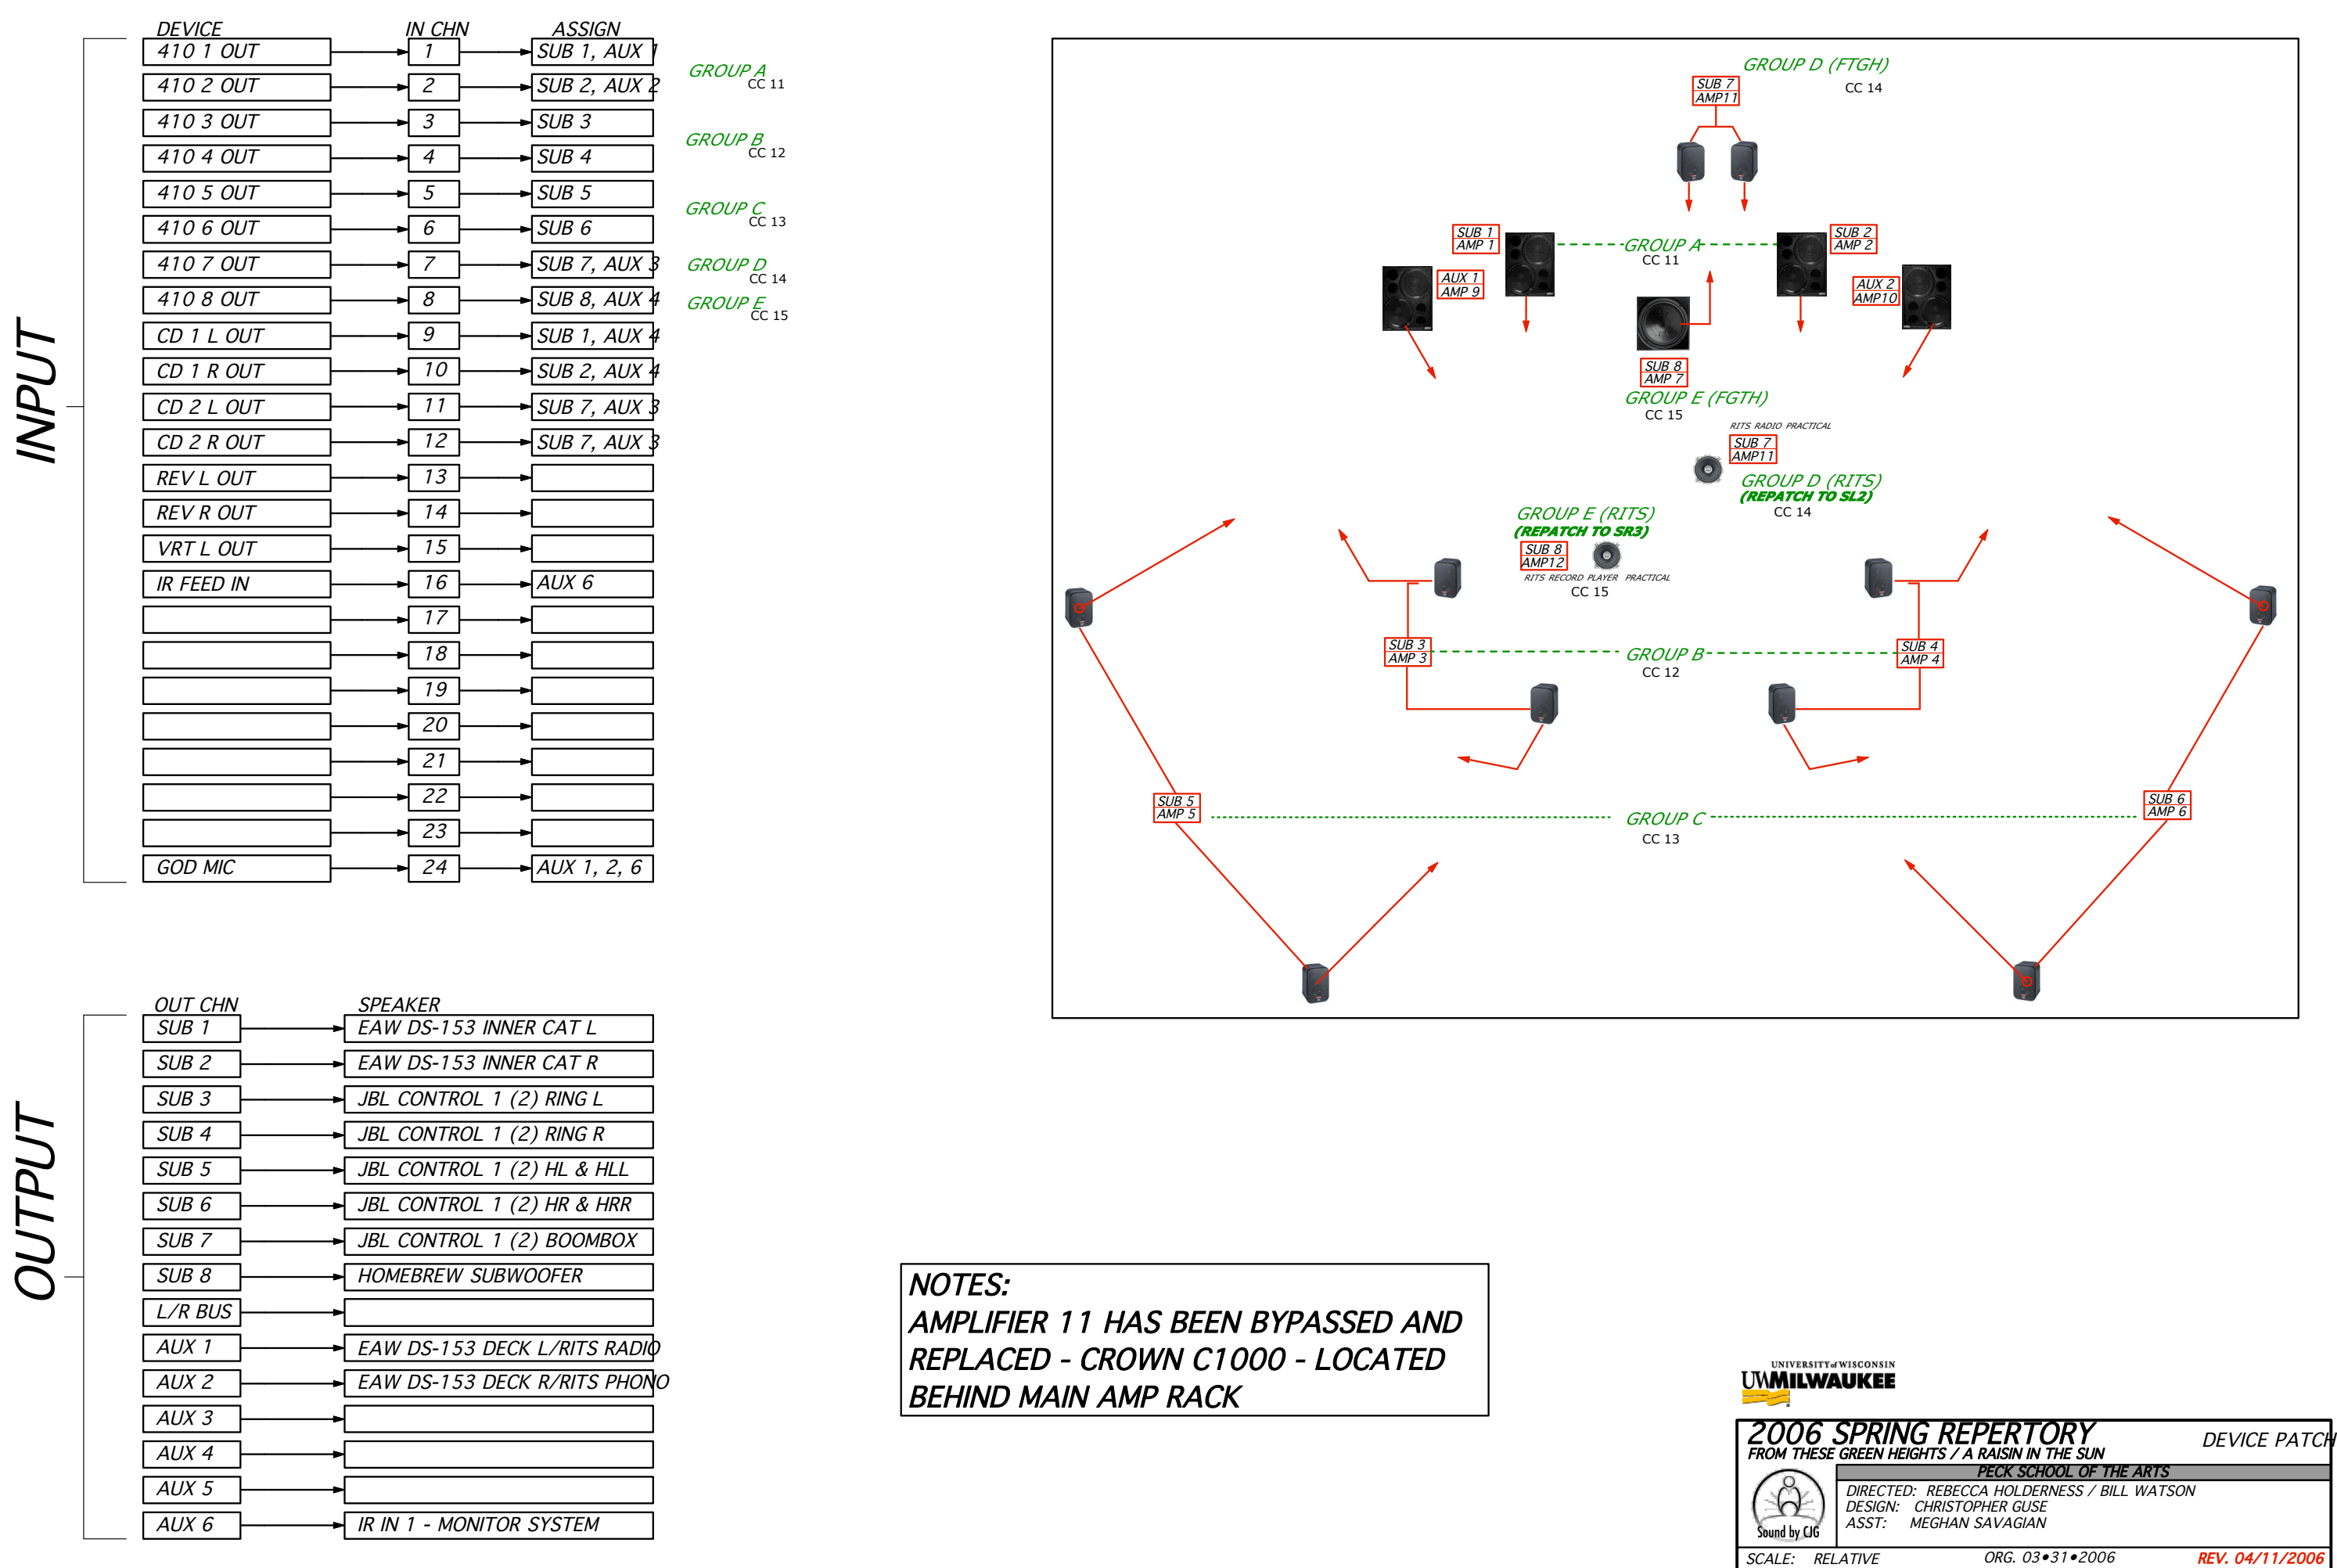 INPUT
DEVICE IN CHN ASSIGN
410 1 OUT 1 SUB 1, AUX 1
410 2 OUT 2 SUB 2, AUX 2
410 3 OUT 3 SUB 3
410 4 OUT 4 SUB 4
410 5 OUT 5 SUB 5
410 6 OUT 6 SUB 6
410 7 OUT 7 SUB 7, AUX 3
410 8 OUT 8 SUB 8, AUX 4
CD 1 L OUT 9 SUB 1, AUX 4
CD 1 R OUT 10 SUB 2, AUX 4
CD 2 L OUT 11 SUB 7, AUX 3
CD 2 R OUT 12 SUB 7, AUX 3
REV L OUT 13
REV R OUT 14
VRT L OUT 15
IR FEED IN 16 AUX 6
17
18
19
20
21
22
23
GOD MIC 24 AUX 1, 2, 6
GROUP A
CC 11
GROUP B
CC 12
GROUP C
CC 13
GROUP D
CC 14
GROUP E
CC 15
GROUP D (FTGH)
CC 14
SUB 7
AMP11
SUB 1
AMP 1
GROUP A
CC 11
SUB 2
AMP 2
AUX 1
AMP 9
AUX 2
AMP10
SUB 8
AMP 7
GROUP E (FGTH)
CC 15
RITS RADIO PRACTICAL
SUB 7
AMP11
GROUP D (RITS)
(REPATCH TO SL2)
CC 14
GROUP E (RITS)
(REPATCH TO SR3)
SUB 8
AMP12
RITS RECORD PLAYER PRACTICAL
CC 15
SUB 3
AMP 3
GROUP B
CC 12
SUB 4
AMP 4
SUB 5
AMP 5
GROUP C
CC 13
SUB 6
AMP 6
OUTPUT
OUT CHN SPEAKER
SUB 1 EAW DS-153 INNER CAT L
SUB 2 EAW DS-153 INNER CAT R
SUB 3 JBL CONTROL 1 (2) RING L
SUB 4 JBL CONTROL 1 (2) RING R
SUB 5 JBL CONTROL 1 (2) HL & HLL
SUB 6 JBL CONTROL 1 (2) HR & HRR
SUB 7 JBL CONTROL 1 (2) BOOMBOX
SUB 8 HOMEBREW SUBWOOFER
L/R BUS
AUX 1 EAW DS-153 DECK L/RITS RADIO
AUX 2 EAW DS-153 DECK R/RITS PHONO
AUX 3
AUX 4
AUX 5
AUX 6 IR IN 1 - MONITOR SYSTEM
NOTES:
AMPLIFIER 11 HAS BEEN BYPASSED AND
REPLACED - CROWN C1000 - LOCATED
BEHIND MAIN AMP RACK
UNIVERSITY of WISCONSIN
UWMILWAUKEE
2006 SPRING REPERTORY
DEVICE PATCH
FROM THESE GREEN HEIGHTS / A RAISIN IN THE SUN
PECK SCHOOL OF THE ARTS
DIRECTED: REBECCA HOLDERNESS / BILL WATSON
DESIGN: CHRISTOPHER GUSE
ASST: MEGHAN SAVAGIAN
Sound by CJG
SCALE: RELATIVE ORG. 03•31•2006 REV. 04/11/2006